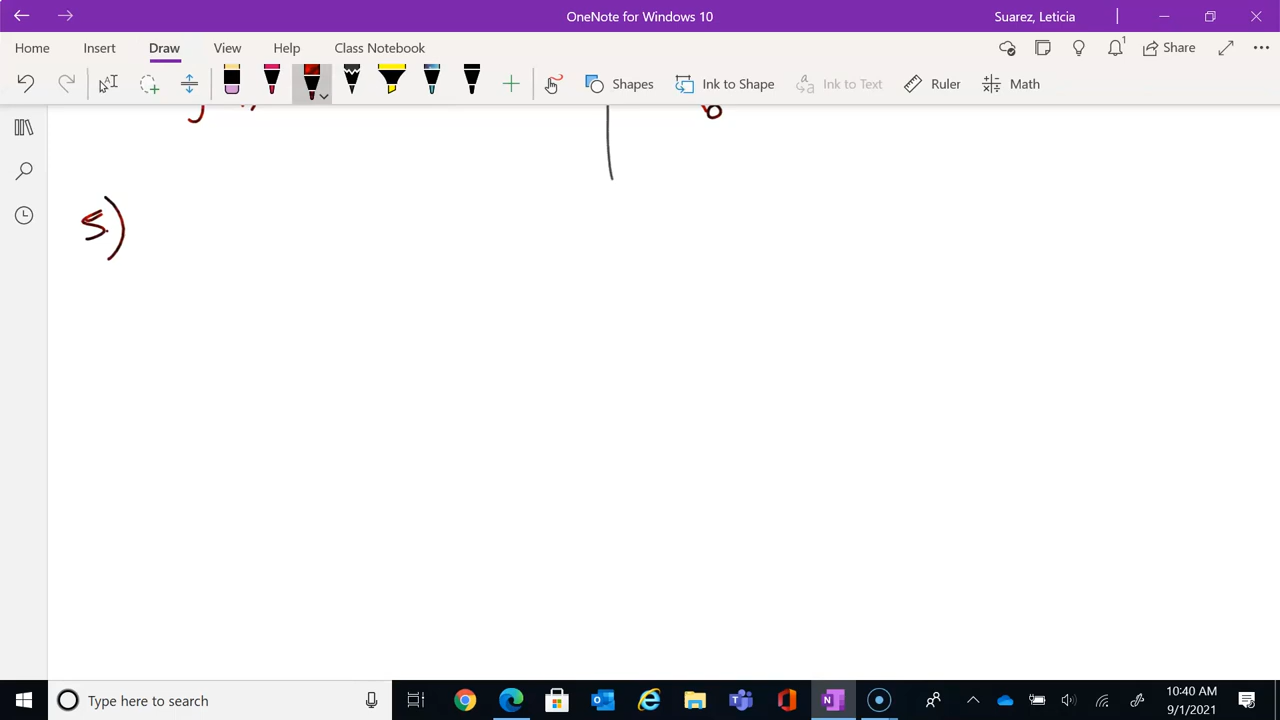 OneNote for Windows 10
Suarez, Leticia
Home Insert Draw View Help Class Notebook
1 Share
Shapes Ink to Shape Ink to Text Ruler Math
5)
Type here to search
10:40 AM
9/1/2021